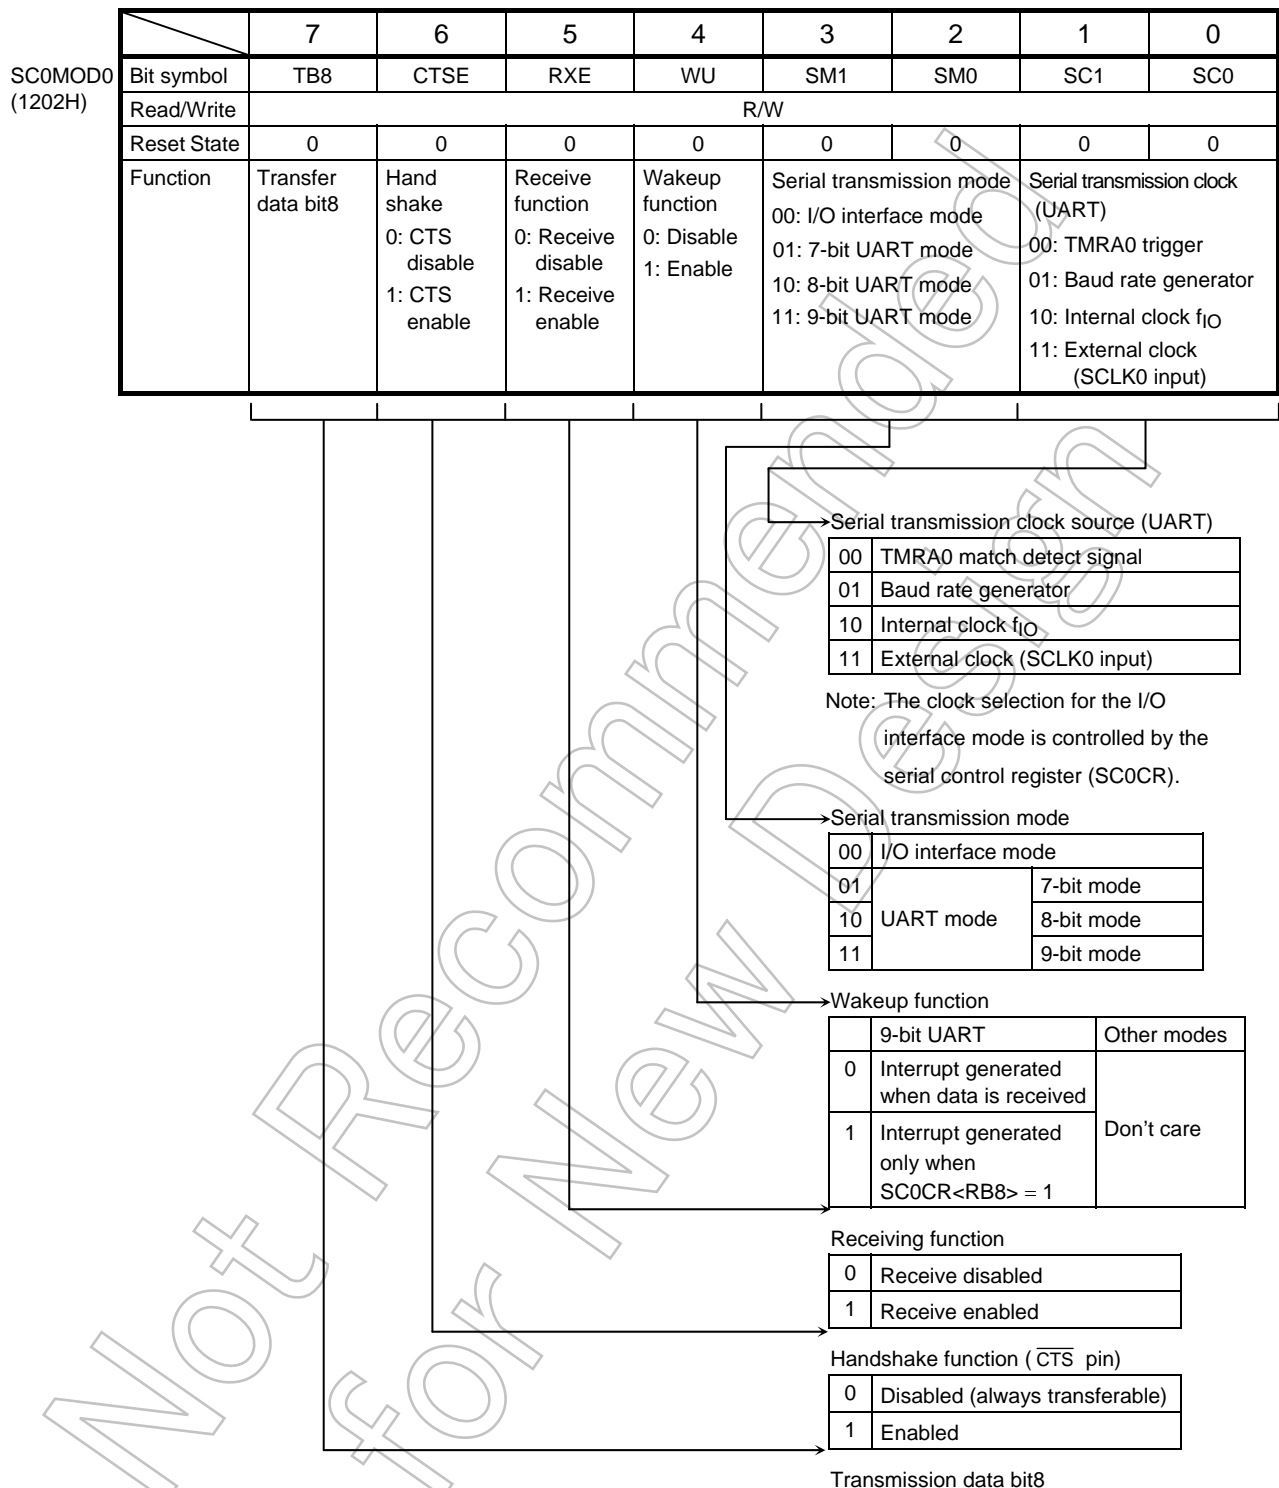 7 6 5 4 3 2 1 0
SC0MOD0 Bit symbol TB8 CTSE RXE WU SM1 SM0 SC1 SC0
(1202H) Read/Write R/W
Reset State 0 0 0 0 0 0 0 0
Function
Transfer
data bit8
Hand
shake
0: CTS
disable
1: CTS
enable
Receive
function
0: Receive
disable
1: Receive
enable
Wakeup
function
0: Disable
1: Enable
Serial transmission mode
00: I/O interface mode
01: 7-bit UART mode
10: 8-bit UART mode
11: 9-bit UART mode
Serial transmission clock
(UART)
00: TMRA0 trigger
01: Baud rate generator
10: Internal clock fIO
11: External clock
(SCLK0 input)
Serial transmission clock source (UART)
00 TMRA0 match detect signal
01 Baud rate generator
10 Internal clock fIO
11 External clock (SCLK0 input)
Note: The clock selection for the I/O
interface mode is controlled by the
serial control register (SC0CR).
Serial transmission mode
00 I/O interface mode
01 7-bit mode
10 UART mode 8-bit mode
11 9-bit mode
Wakeup function
9-bit UART Other modes
0 Interrupt generated
when data is received
1 Interrupt generated
only when
SC0CR<RB8> = 1
Don't care
Receiving function
0 Receive disabled
1 Receive enabled
Handshake function ( C̅T̅S̅ pin)
0 Disabled (always transferable)
1 Enabled
Transmission data bit8
Not Recommended
for New Design